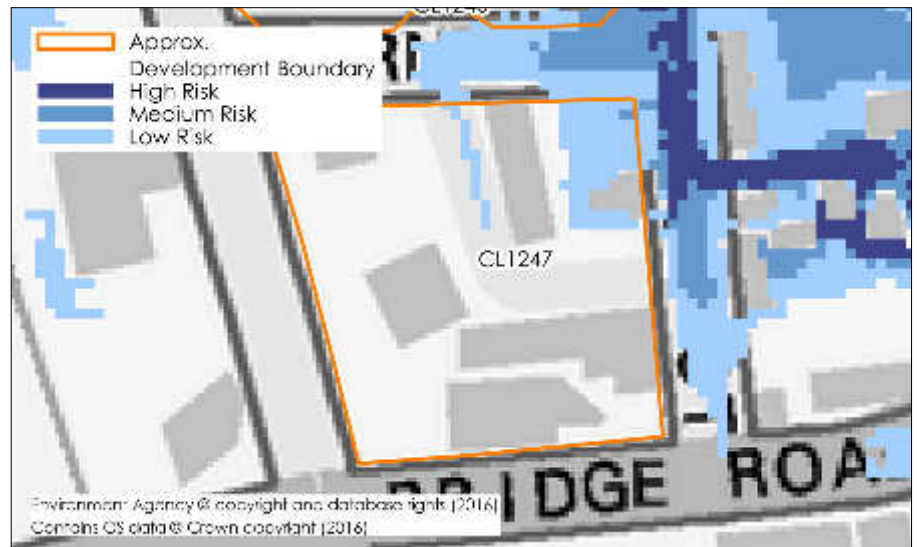 Approx.
Development Boundary
High Risk
Medium Risk
Low Risk
CL1247
BRIDGE ROA
Environment Agency © copyright and database rights (2016)
Contains OS data © Crown copyright (2016)